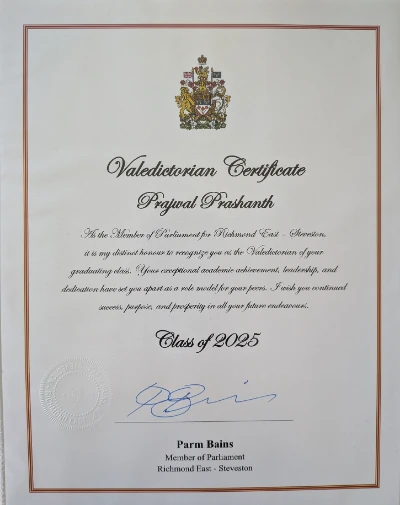 Valedictorian Certificate
Prajwal Prashanth
As the Member of Parliament for Richmond East - Steveston,
it is my distinct honour to recognize you as the Valedictorian of your
graduating class. Your exceptional academic achievement, leadership, and
dedication have set you apart as a role model for your peers. I wish you continued
success, purpose, and prosperity in all your future endeavours.
Class of 2025
Parm Bains
Member of Parliament
Richmond East - Steveston